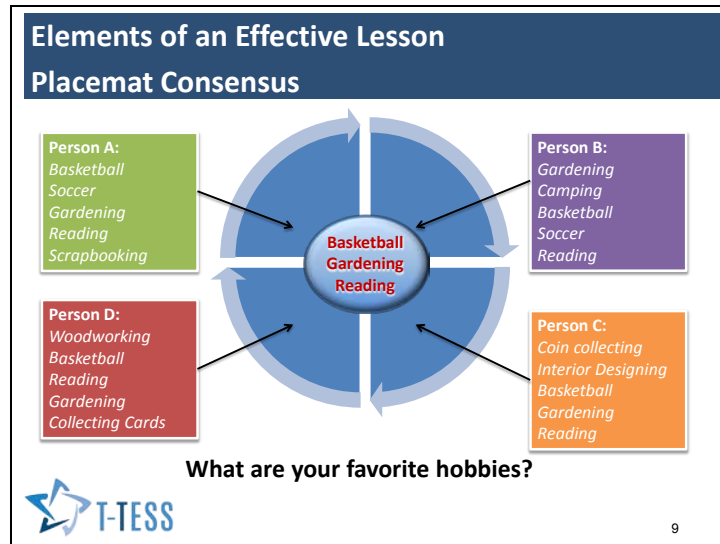 Elements of an Effective Lesson
Placemat Consensus
Person A:
Basketball
Soccer
Gardening
Reading
Scrapbooking
Person B:
Gardening
Camping
Basketball
Soccer
Reading
Basketball
Gardening
Reading
Person D:
Woodworking
Basketball
Reading
Gardening
Collecting Cards
Person C:
Coin collecting
Interior Designing
Basketball
Gardening
Reading
What are your favorite hobbies?
T-TESS
9